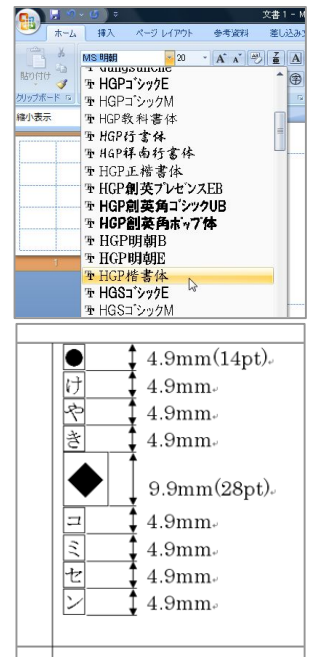 文書1 - M
ホーム 挿入 ページ レイアウト 参考資料 差し込み
MS 明朝 20
貼り付け
クリップボード
縮小表示
GungsuhChe
HGPゴシックE
HGPゴシックM
HGP教科書体
HGP行書体
HGP祥南行書体
HGP正楷書体
HGP創英プレゼンスEB
HGP創英角ゴシックUB
HGP創英角ポップ体
HGP明朝B
HGP明朝E
HGP楷書体
HGSゴシックE
HGSゴシックM
● 4.9mm(14pt)
け 4.9mm
や 4.9mm
き 4.9mm
◆ 9.9mm(28pt)
コ 4.9mm
ミ 4.9mm
セ 4.9mm
ン 4.9mm